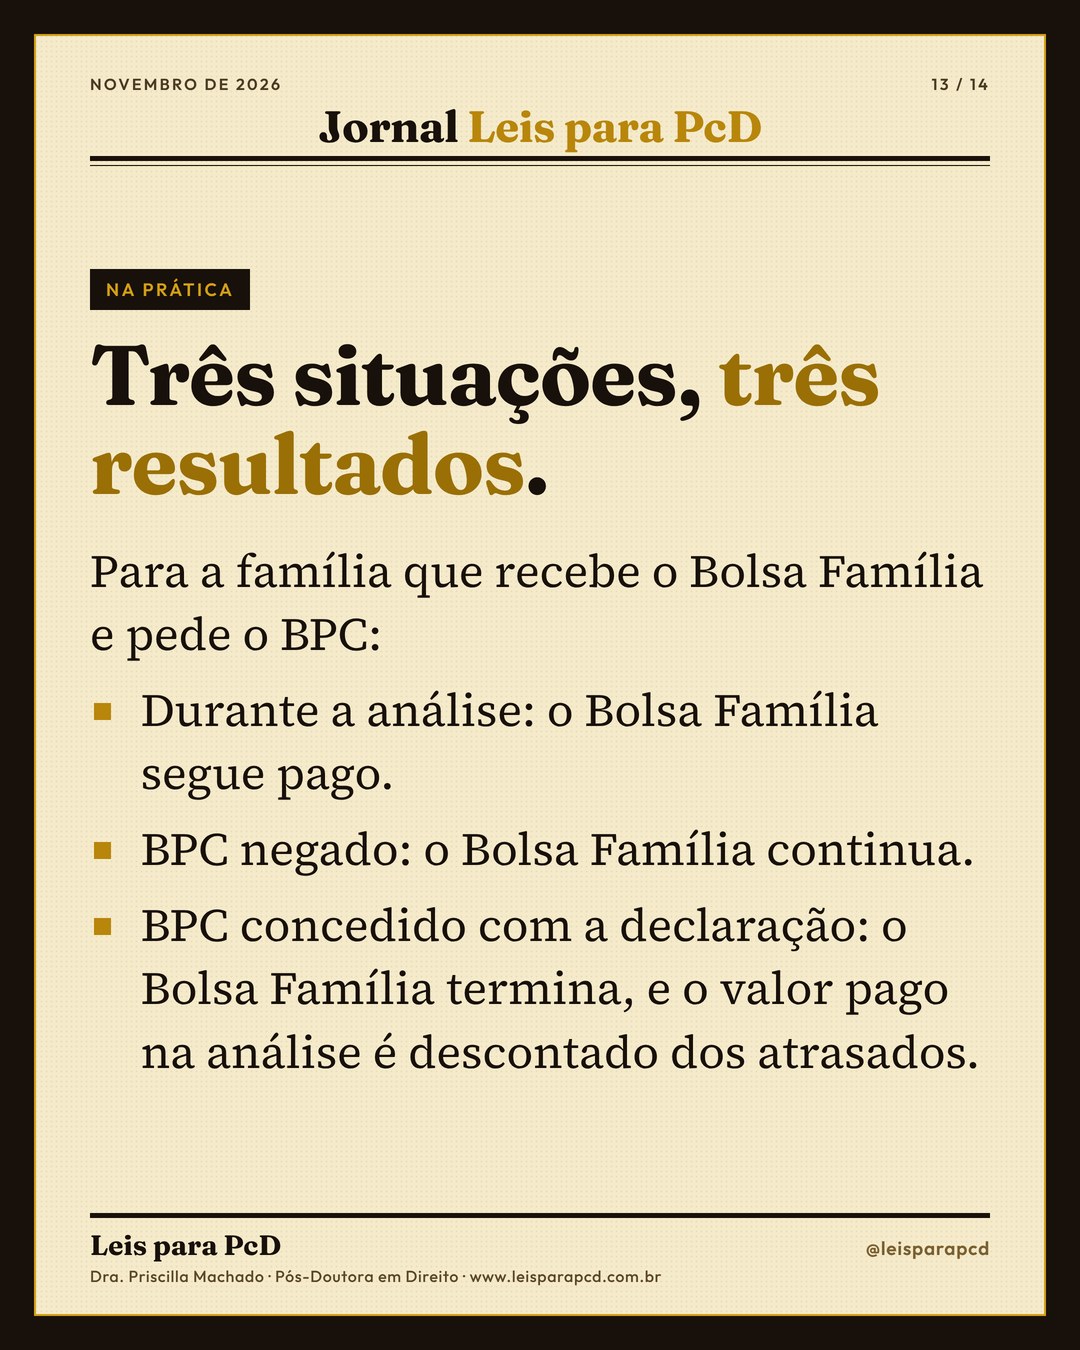 NOVEMBRO DE 2026
13 / 14
Jornal Leis para PcD
NA PRÁTICA
Três situações, três
resultados.
Para a família que recebe o Bolsa Família
e pede o BPC:
Durante a análise: o Bolsa Família
segue pago.
BPC negado: o Bolsa Família continua.
BPC concedido com a declaração: o
Bolsa Família termina, e o valor pago
na análise é descontado dos atrasados.
Leis para PcD
@leisparapcd
Dra. Priscilla Machado · Pós-Doutora em Direito · www.leisparapcd.com.br